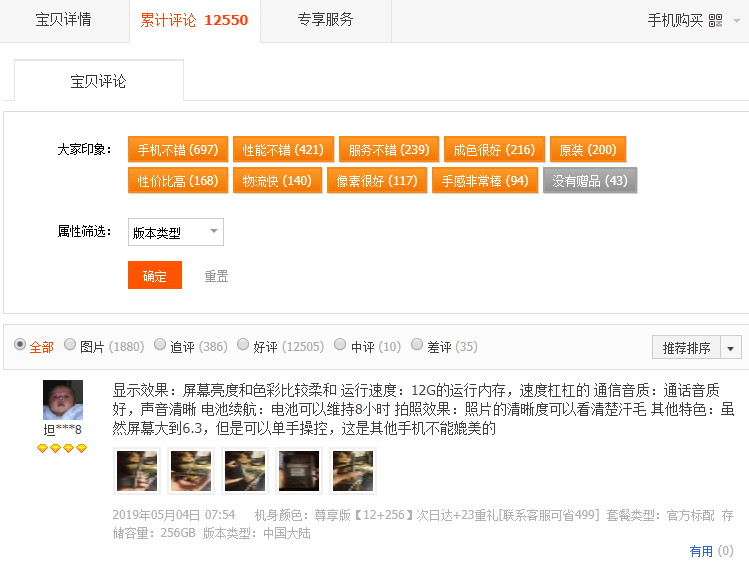 宝贝详情 累计评论 12550 专享服务 手机购买
宝贝评论
大家印象: 手机不错 (697) 性能不错 (421) 服务不错 (239) 成色很好 (216) 原装 (200)
性价比高 (168) 物流快 (140) 像素很好 (117) 手感非常棒 (94) 没有赠品 (43)
属性筛选: 版本类型
确定 重置
全部 图片 (1880) 追评 (386) 好评 (12505) 中评 (10) 差评 (35) 推荐排序
显示效果：屏幕亮度和色彩比较柔和 运行速度：12G的运行内存，速度杠杠的 通信音质：通话音质
好，声音清晰 电池续航：电池可以维持8小时 拍照效果：照片的清晰度可以看清楚汗毛 其他特色：虽
然屏幕大到6.3，但是可以单手操控，这是其他手机不能媲美的
坦***8
2019年05月04日 07:54 机身颜色：尊享版【12+256】次日达+23重礼[联系客服可省499] 套餐类型：官方标配 存
储容量：256GB 版本类型：中国大陆
有用 (0)